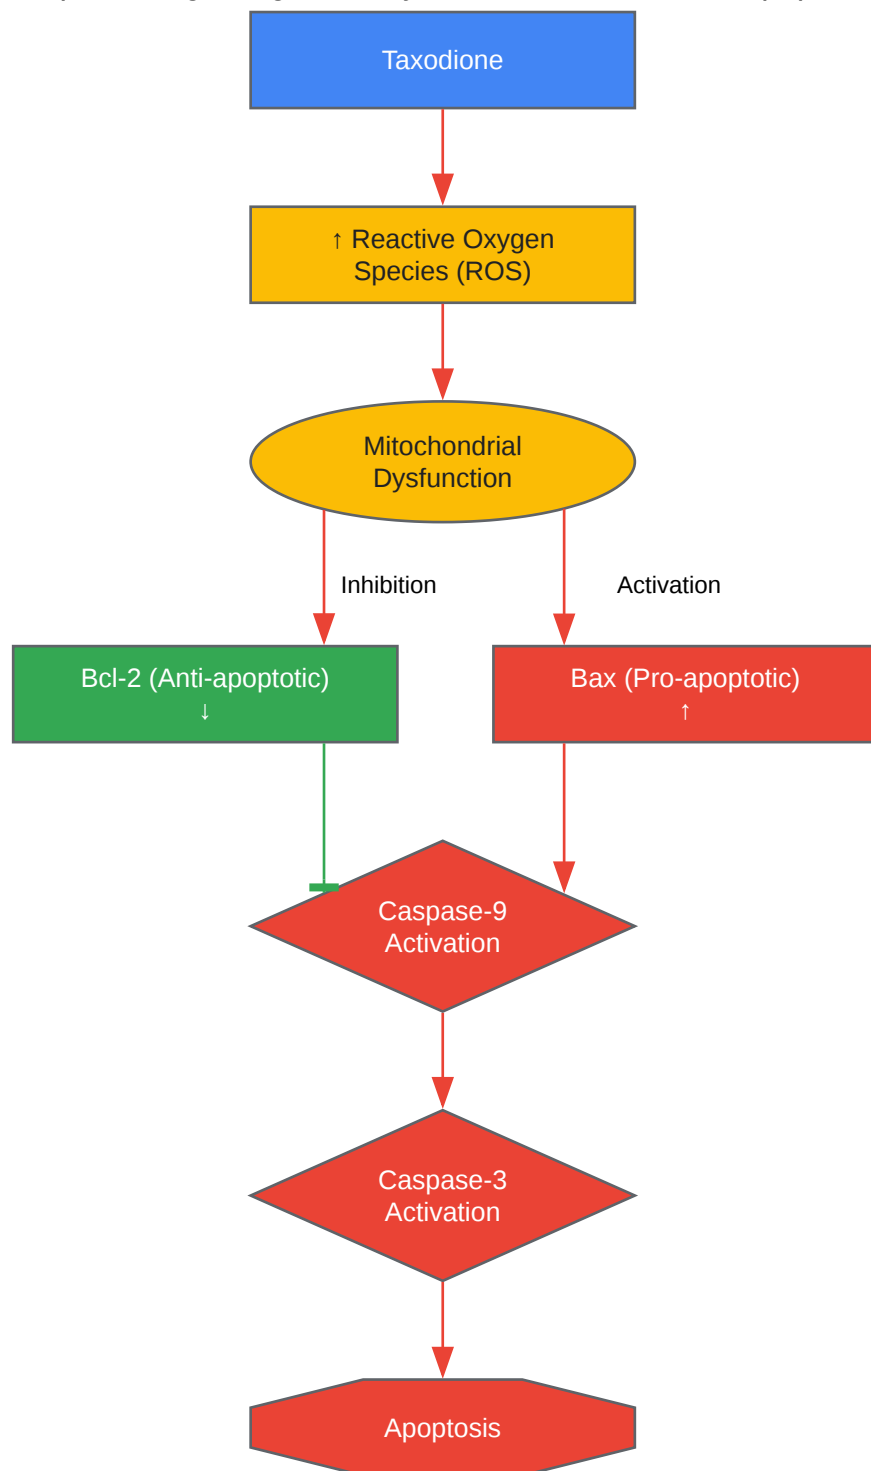 Taxodione
↑ Reactive Oxygen
Species (ROS)
Mitochondrial
Dysfunction
Inhibition
Activation
Bcl-2 (Anti-apoptotic)
↓
Bax (Pro-apoptotic)
↑
Caspase-9
Activation
Caspase-3
Activation
Apoptosis